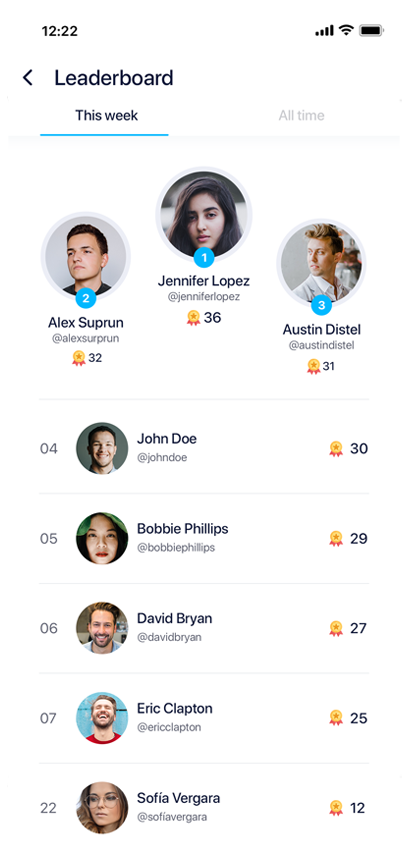 12:22
Leaderboard
This week
All time
1
Jennifer Lopez
@jenniferlopez
36
2
Alex Suprun
@alexsurprun
32
3
Austin Distel
@austindistel
31
04
John Doe
@johndoe
30
05
Bobbie Phillips
@bobbiephillips
29
06
David Bryan
@davidbryan
27
07
Eric Clapton
@ericclapton
25
22
Sofía Vergara
@sofíavergara
12